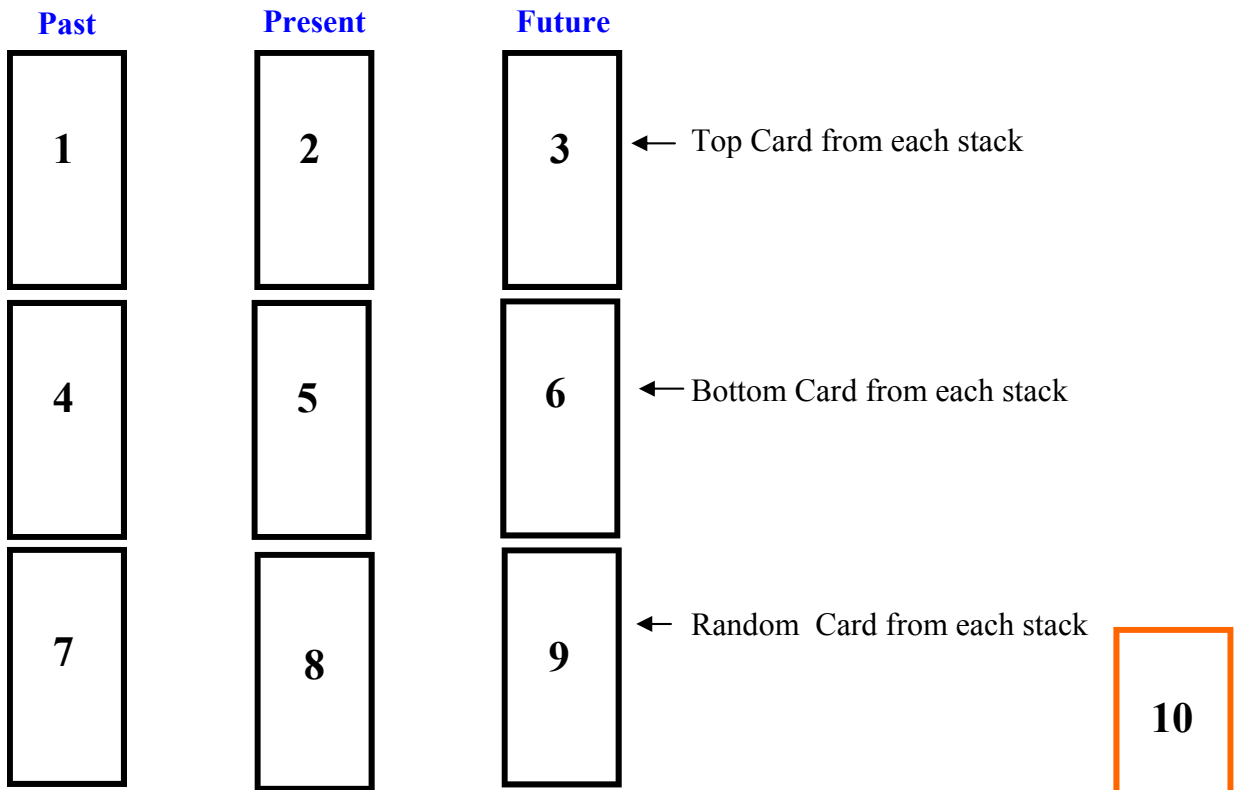 Past Present Future
1 2 3 Top Card from each stack
4 5 6 Bottom Card from each stack
7 8 9 Random Card from each stack
10